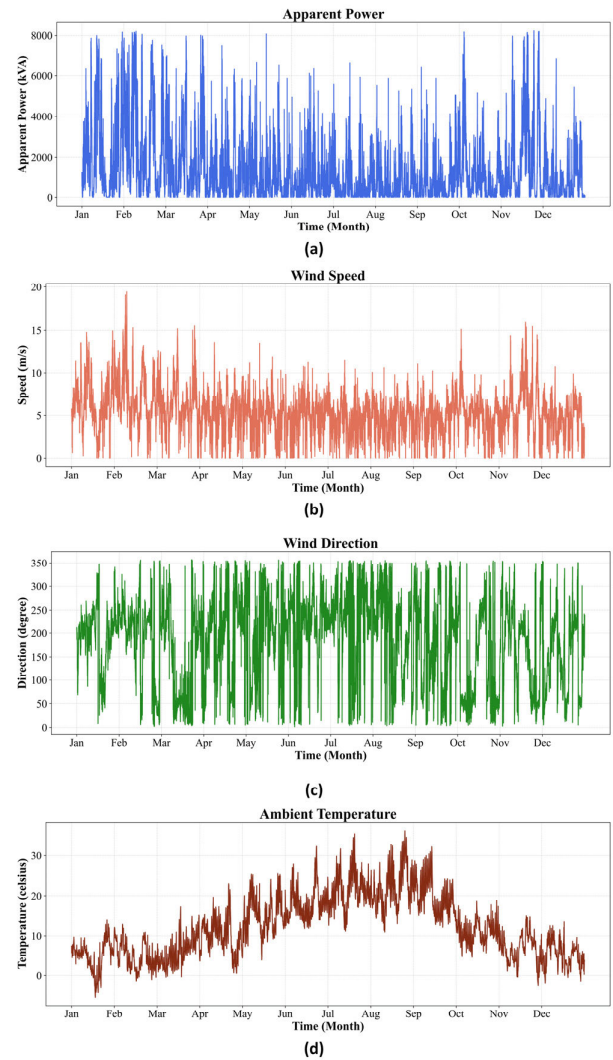 Apparent Power
Apparent Power (kVA)
8000
6000
4000
2000
0
Jan Feb Mar Apr May Jun Jul Aug Sep Oct Nov Dec
Time (Month)
(a)
Wind Speed
Speed (m/s)
20
15
10
5
0
Jan Feb Mar Apr May Jun Jul Aug Sep Oct Nov Dec
Time (Month)
(b)
Wind Direction
Direction (degree)
350
300
250
200
150
100
50
0
Jan Feb Mar Apr May Jun Jul Aug Sep Oct Nov Dec
Time (Month)
(c)
Ambient Temperature
Temperature (celsius)
30
20
10
0
Jan Feb Mar Apr May Jun Jul Aug Sep Oct Nov Dec
Time (Month)
(d)